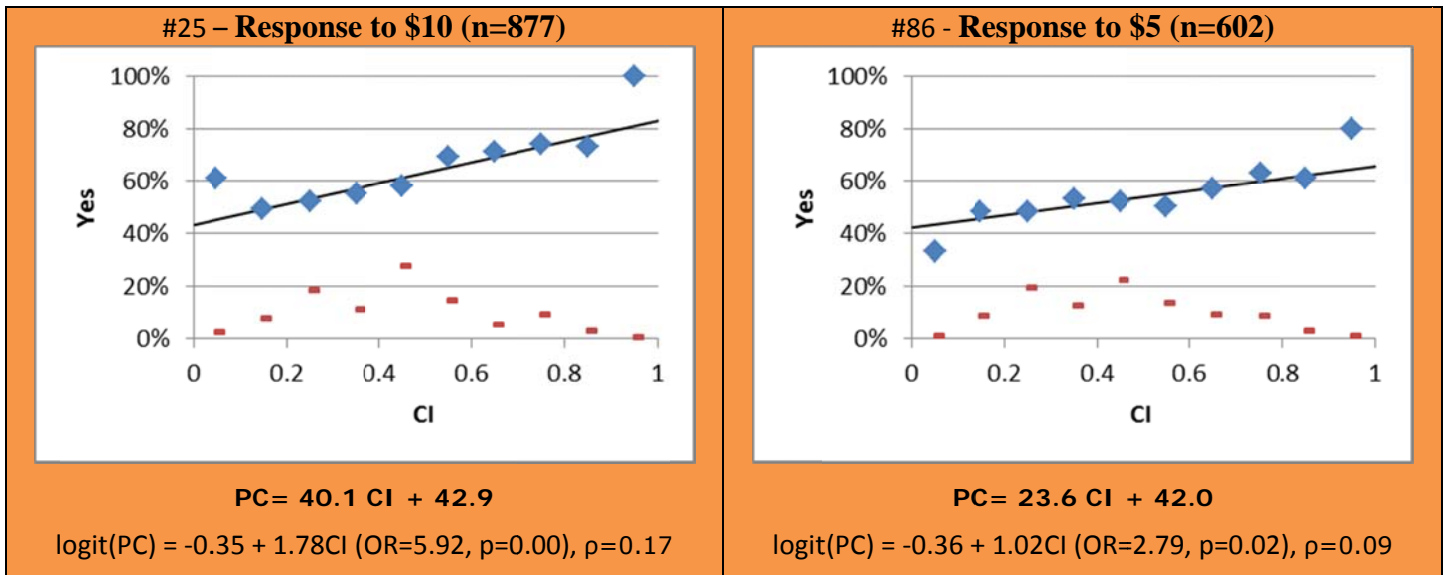 #25 – Response to $10 (n=877)
Yes
100%
80%
60%
40%
20%
0%
0 0.2 0.4 0.6 0.8 1
CI
PC= 40.1 CI + 42.9
logit(PC) = -0.35 + 1.78CI (OR=5.92, p=0.00), ρ=0.17
#86 - Response to $5 (n=602)
Yes
100%
80%
60%
40%
20%
0%
0 0.2 0.4 0.6 0.8 1
CI
PC= 23.6 CI + 42.0
logit(PC) = -0.36 + 1.02CI (OR=2.79, p=0.02), ρ=0.09